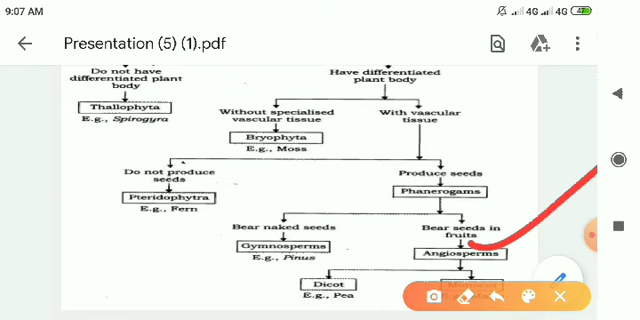 9:07 AM 4G 4G 47
Presentation (5) (1).pdf
Do not have
differentiated plant
body
Have differentiated
plant body
Thallophyta
E.g., Spirogyra
Without specialised
vascular tissue
With vascular
tissue
Bryophyta
E.g., Moss
Do not produce
seeds
Produce seeds
Pteridophytra
E.g., Fern
Phanerogams
Bear naked seeds
Bear seeds in
fruits
Gymnosperms
E.g., Pinus
Angiosperms
Dicot
E.g., Pea